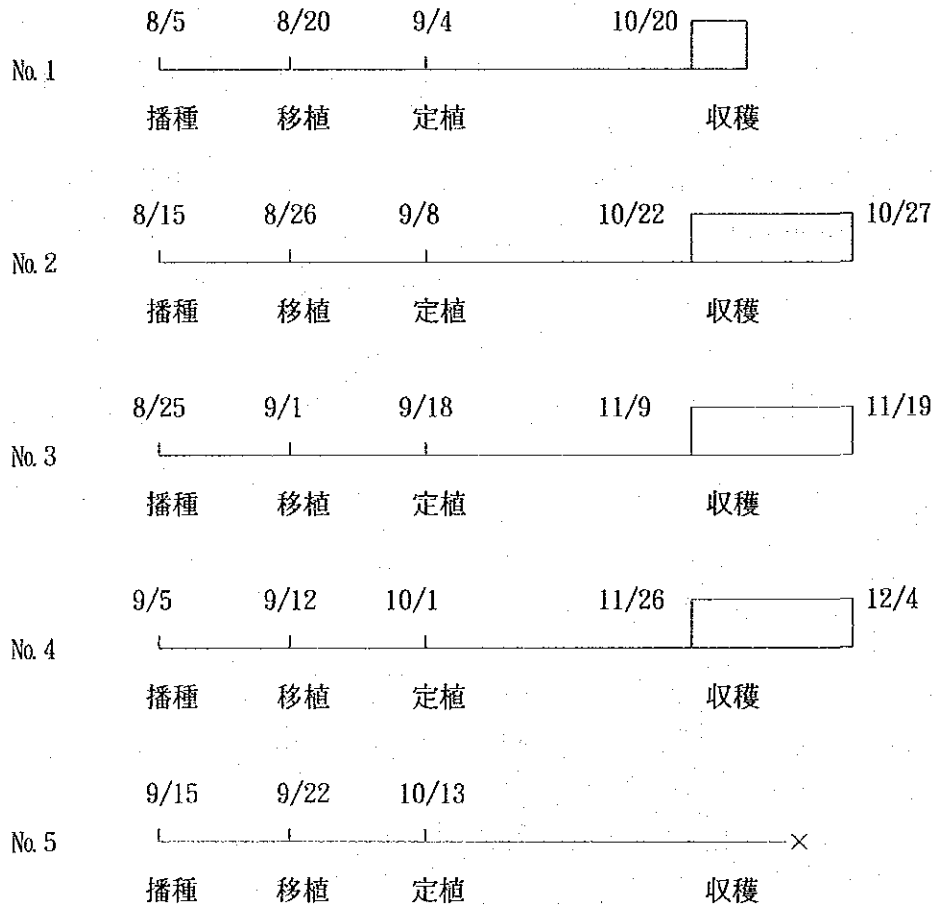 8/5 8/20 9/4 10/20
No.1
播種 移植 定植 収穫
8/15 8/26 9/8 10/22 10/27
No.2
播種 移植 定植 収穫
8/25 9/1 9/18 11/9 11/19
No.3
播種 移植 定植 収穫
9/5 9/12 10/1 11/26 12/4
No.4
播種 移植 定植 収穫
9/15 9/22 10/13
No.5 ×
播種 移植 定植 収穫